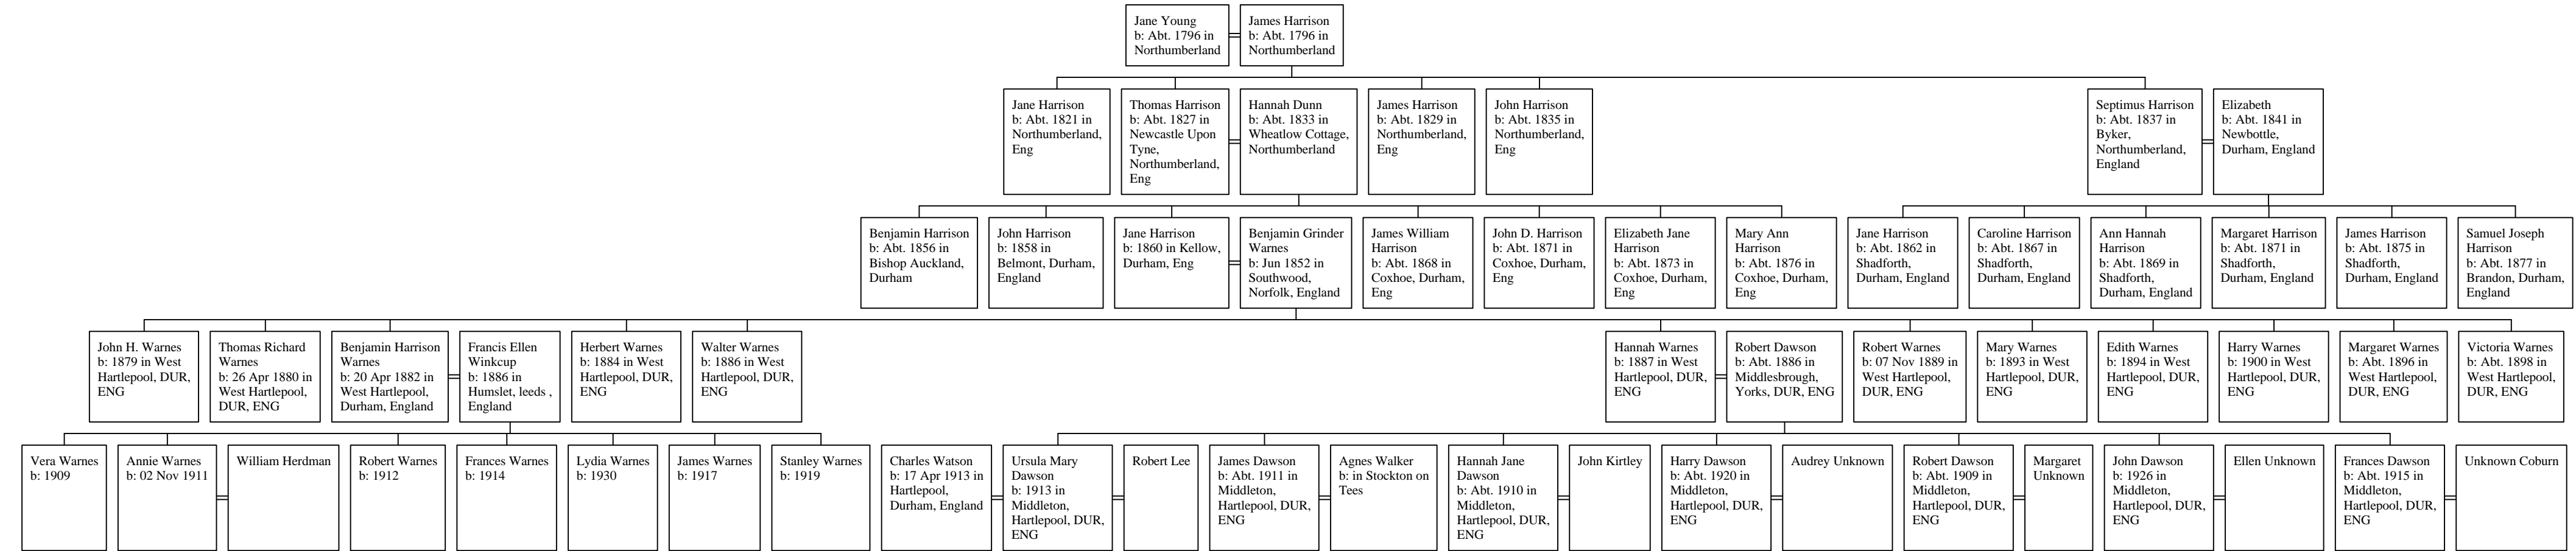 Jane Young
b: Abt. 1796 in
Northumberland
James Harrison
b: Abt. 1796 in
Northumberland
Jane Harrison
b: Abt. 1821 in
Northumberland,
Eng
Thomas Harrison
b: Abt. 1827 in
Newcastle Upon
Tyne,
Northumberland,
Eng
Hannah Dunn
b: Abt. 1833 in
Wheatlow Cottage,
Northumberland
James Harrison
b: Abt. 1829 in
Northumberland,
Eng
John Harrison
b: Abt. 1835 in
Northumberland,
Eng
Septimus Harrison
b: Abt. 1837 in
Byker,
Northumberland,
England
Elizabeth
b: Abt. 1841 in
Newbottle,
Durham, England
Benjamin Harrison
b: Abt. 1856 in
Bishop Auckland,
Durham
John Harrison
b: 1858 in
Belmont, Durham,
England
Jane Harrison
b: 1860 in Kellow,
Durham, Eng
Benjamin Grinder
Warnes
b: Jun 1852 in
Southwood,
Norfolk, England
James William
Harrison
b: Abt. 1868 in
Coxhoe, Durham,
Eng
John D. Harrison
b: Abt. 1871 in
Coxhoe, Durham,
Eng
Elizabeth Jane
Harrison
b: Abt. 1873 in
Coxhoe, Durham,
Eng
Mary Ann
Harrison
b: Abt. 1876 in
Coxhoe, Durham,
Eng
Jane Harrison
b: Abt. 1862 in
Shadforth,
Durham, England
Caroline Harrison
b: Abt. 1867 in
Shadforth,
Durham, England
Ann Hannah
Harrison
b: Abt. 1869 in
Shadforth,
Durham, England
Margaret Harrison
b: Abt. 1871 in
Shadforth,
Durham, England
James Harrison
b: Abt. 1875 in
Shadforth,
Durham, England
Samuel Joseph
Harrison
b: Abt. 1877 in
Brandon, Durham,
England
John H. Warnes
b: 1879 in West
Hartlepool, DUR,
ENG
Thomas Richard
Warnes
b: 26 Apr 1880 in
West Hartlepool,
DUR, ENG
Benjamin Harrison
Warnes
b: 20 Apr 1882 in
West Hartlepool,
Durham, England
Francis Ellen
Winkcup
b: 1886 in
Humslet, leeds ,
England
Herbert Warnes
b: 1884 in West
Hartlepool, DUR,
ENG
Walter Warnes
b: 1886 in West
Hartlepool, DUR,
ENG
Hannah Warnes
b: 1887 in West
Hartlepool, DUR,
ENG
Robert Dawson
b: Abt. 1886 in
Middlesbrough,
Yorks, DUR, ENG
Robert Warnes
b: 07 Nov 1889 in
West Hartlepool,
DUR, ENG
Mary Warnes
b: 1893 in West
Hartlepool, DUR,
ENG
Edith Warnes
b: 1894 in West
Hartlepool, DUR,
ENG
Harry Warnes
b: 1900 in West
Hartlepool, DUR,
ENG
Margaret Warnes
b: Abt. 1896 in
West Hartlepool,
DUR, ENG
Victoria Warnes
b: Abt. 1898 in
West Hartlepool,
DUR, ENG
Vera Warnes
b: 1909
Annie Warnes
b: 02 Nov 1911
William Herdman
Robert Warnes
b: 1912
Frances Warnes
b: 1914
Lydia Warnes
b: 1930
James Warnes
b: 1917
Stanley Warnes
b: 1919
Charles Watson
b: 17 Apr 1913 in
Hartlepool,
Durham, England
Ursula Mary
Dawson
b: 1913 in
Middleton,
Hartlepool, DUR,
ENG
Robert Lee
James Dawson
b: Abt. 1911 in
Middleton,
Hartlepool, DUR,
ENG
Agnes Walker
b: in Stockton on
Tees
Hannah Jane
Dawson
b: Abt. 1910 in
Middleton,
Hartlepool, DUR,
ENG
John Kirtley
Harry Dawson
b: Abt. 1920 in
Middleton,
Hartlepool, DUR,
ENG
Audrey Unknown
Robert Dawson
b: Abt. 1909 in
Middleton,
Hartlepool, DUR,
ENG
Margaret
Unknown
John Dawson
b: 1926 in
Middleton,
Hartlepool, DUR,
ENG
Ellen Unknown
Frances Dawson
b: Abt. 1915 in
Middleton,
Hartlepool, DUR,
ENG
Unknown Coburn